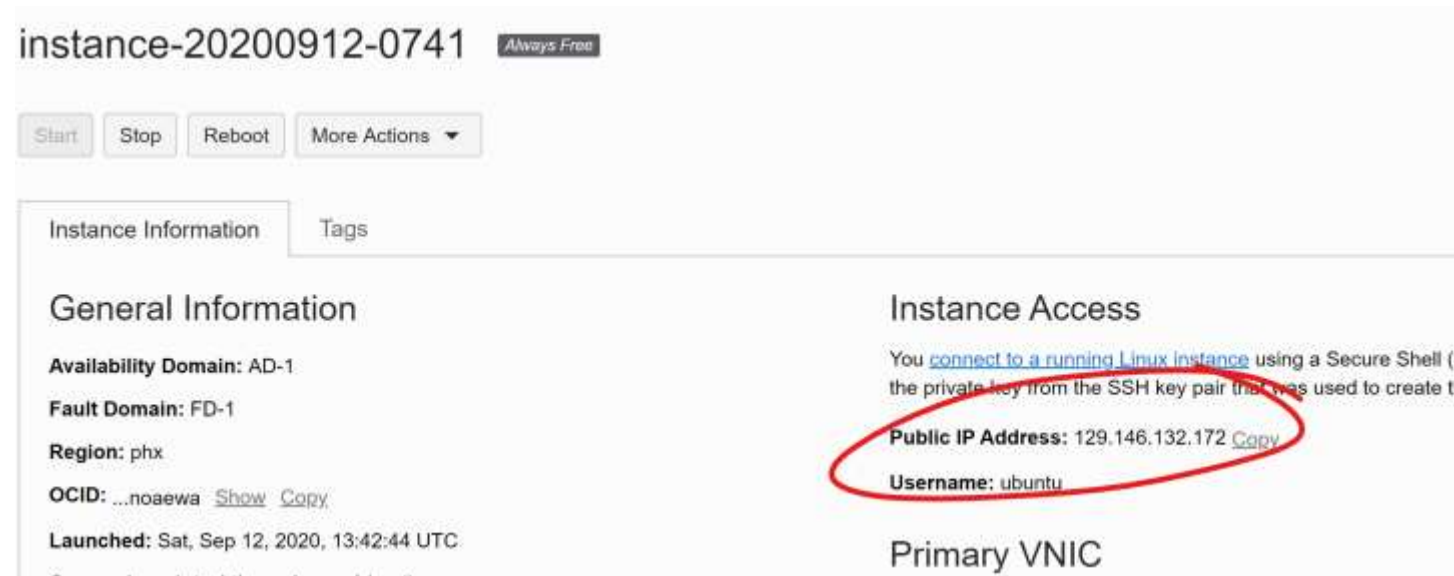 instance-20200912-0741 Always Free
Start Stop Reboot More Actions
Instance Information Tags
General Information
Availability Domain: AD-1
Fault Domain: FD-1
Region: phx
OCID: ...noaewa Show Copy
Launched: Sat, Sep 12, 2020, 13:42:44 UTC
Instance Access
You connect to a running Linux instance using a Secure Shell (
the private key from the SSH key pair that was used to create t
Public IP Address: 129.146.132.172 Copy
Username: ubuntu
Primary VNIC